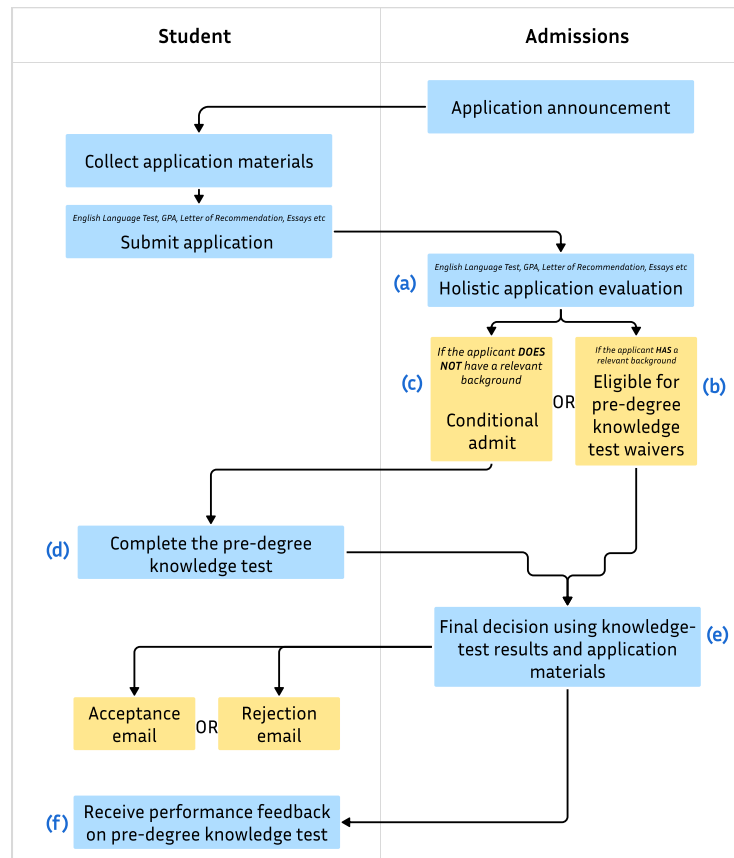 Student
Admissions
Application announcement
Collect application materials
English Language Test, GPA, Letter of Recommendation, Essays etc
Submit application
English Language Test, GPA, Letter of Recommendation, Essays etc
(a)
Holistic application evaluation
If the applicant DOES
NOT have a relevant
background
(c)
Conditional
admit
OR
If the applicant HAS a
relevant background
Eligible for
pre-degree
knowledge
test waivers
(b)
(d)
Complete the pre-degree
knowledge test
Final decision using knowledge-
test results and application
materials
(e)
Acceptance
email
OR
Rejection
email
(f)
Receive performance feedback
on pre-degree knowledge test